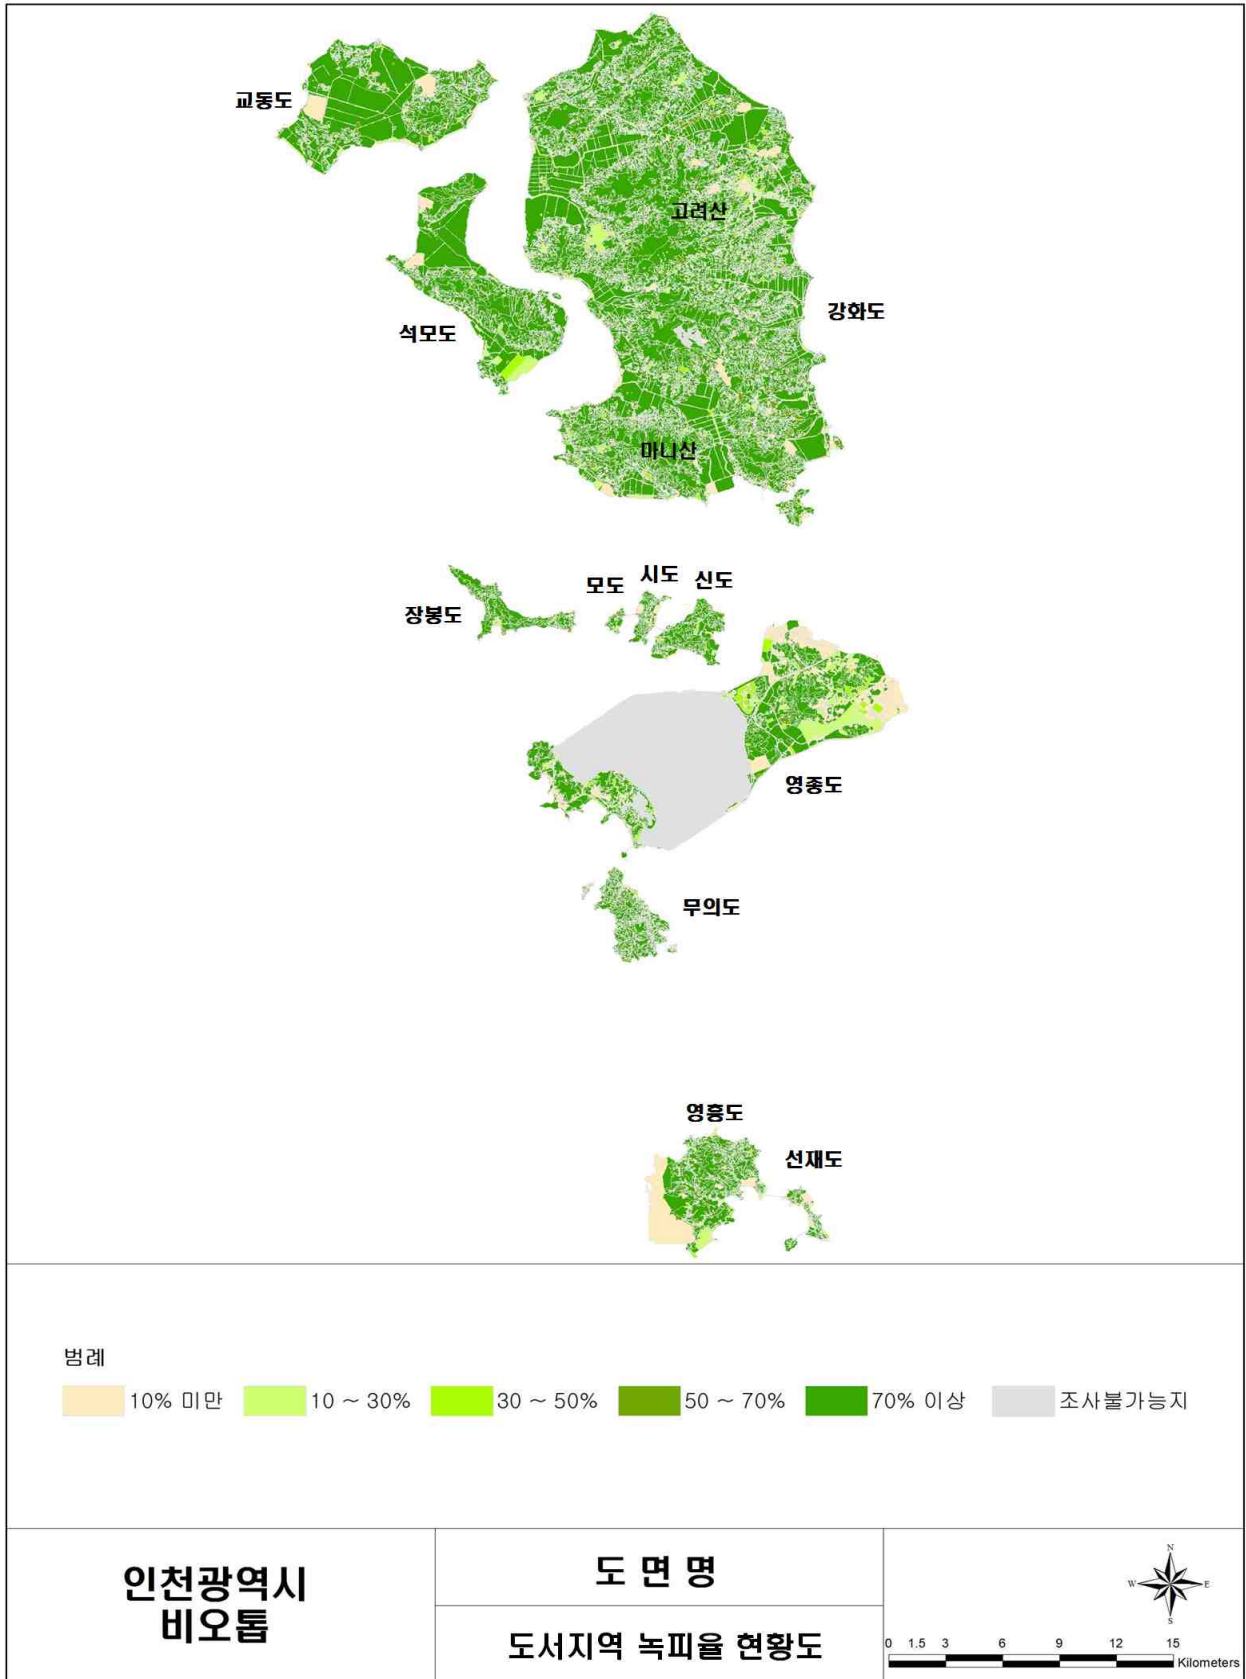 교동도
고려산
강화도
석모도
마니산
모도
시도
신도
장봉도
영종도
무의도
영흥도
선재도
범례
10% 미만
10 ~ 30%
30 ~ 50%
50 ~ 70%
70% 이상
조사불가능지
인천광역시
비오톱
도 면 명
도서지역 녹피율 현황도
N
W E
S
0 1.5 3 6 9 12 15
Kilometers